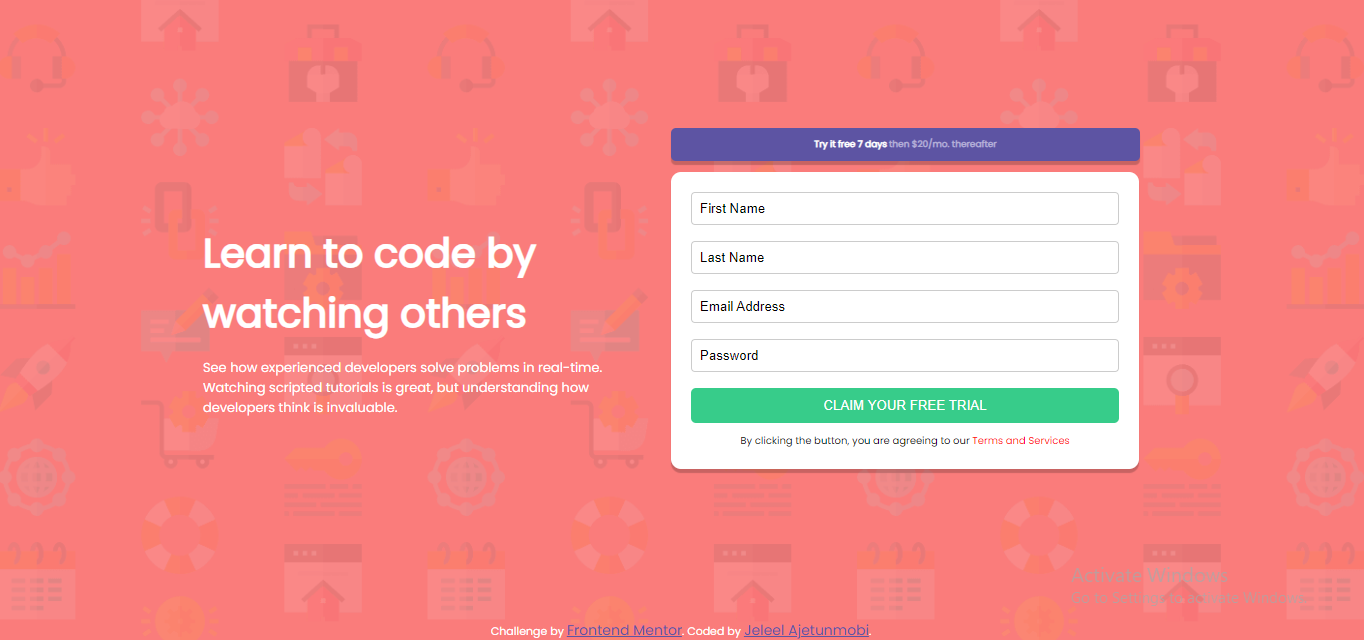 Try it free 7 days then $20/mo. thereafter
First Name
Last Name
Learn to code by
watching others
Email Address
Password
See how experienced developers solve problems in real-time.
Watching scripted tutorials is great, but understanding how
developers think is invaluable.
CLAIM YOUR FREE TRIAL
By clicking the button, you are agreeing to our Terms and Services
Activate Windows
Go to Settings to activate Windows.
Challenge by Frontend Mentor. Coded by Jeleel Ajetunmobi.